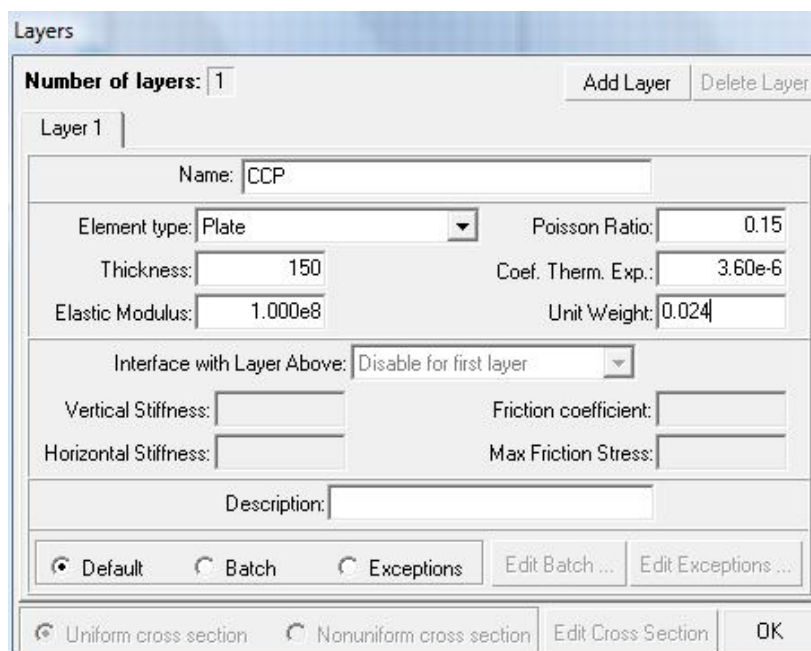 Layers
Number of layers: 1 Add Layer Delete Layer
Layer 1
Name: CCP
Element type: Plate Poisson Ratio: 0.15
Thickness: 150 Coef. Therm. Exp.: 3.60e-6
Elastic Modulus: 1.000e8 Unit Weight: 0.024
Interface with Layer Above: Disable for first layer
Vertical Stiffness: Friction coefficient:
Horizontal Stiffness: Max Friction Stress:
Description:
Default Batch Exceptions Edit Batch ... Edit Exceptions ...
Uniform cross section Nonuniform cross section Edit Cross Section OK